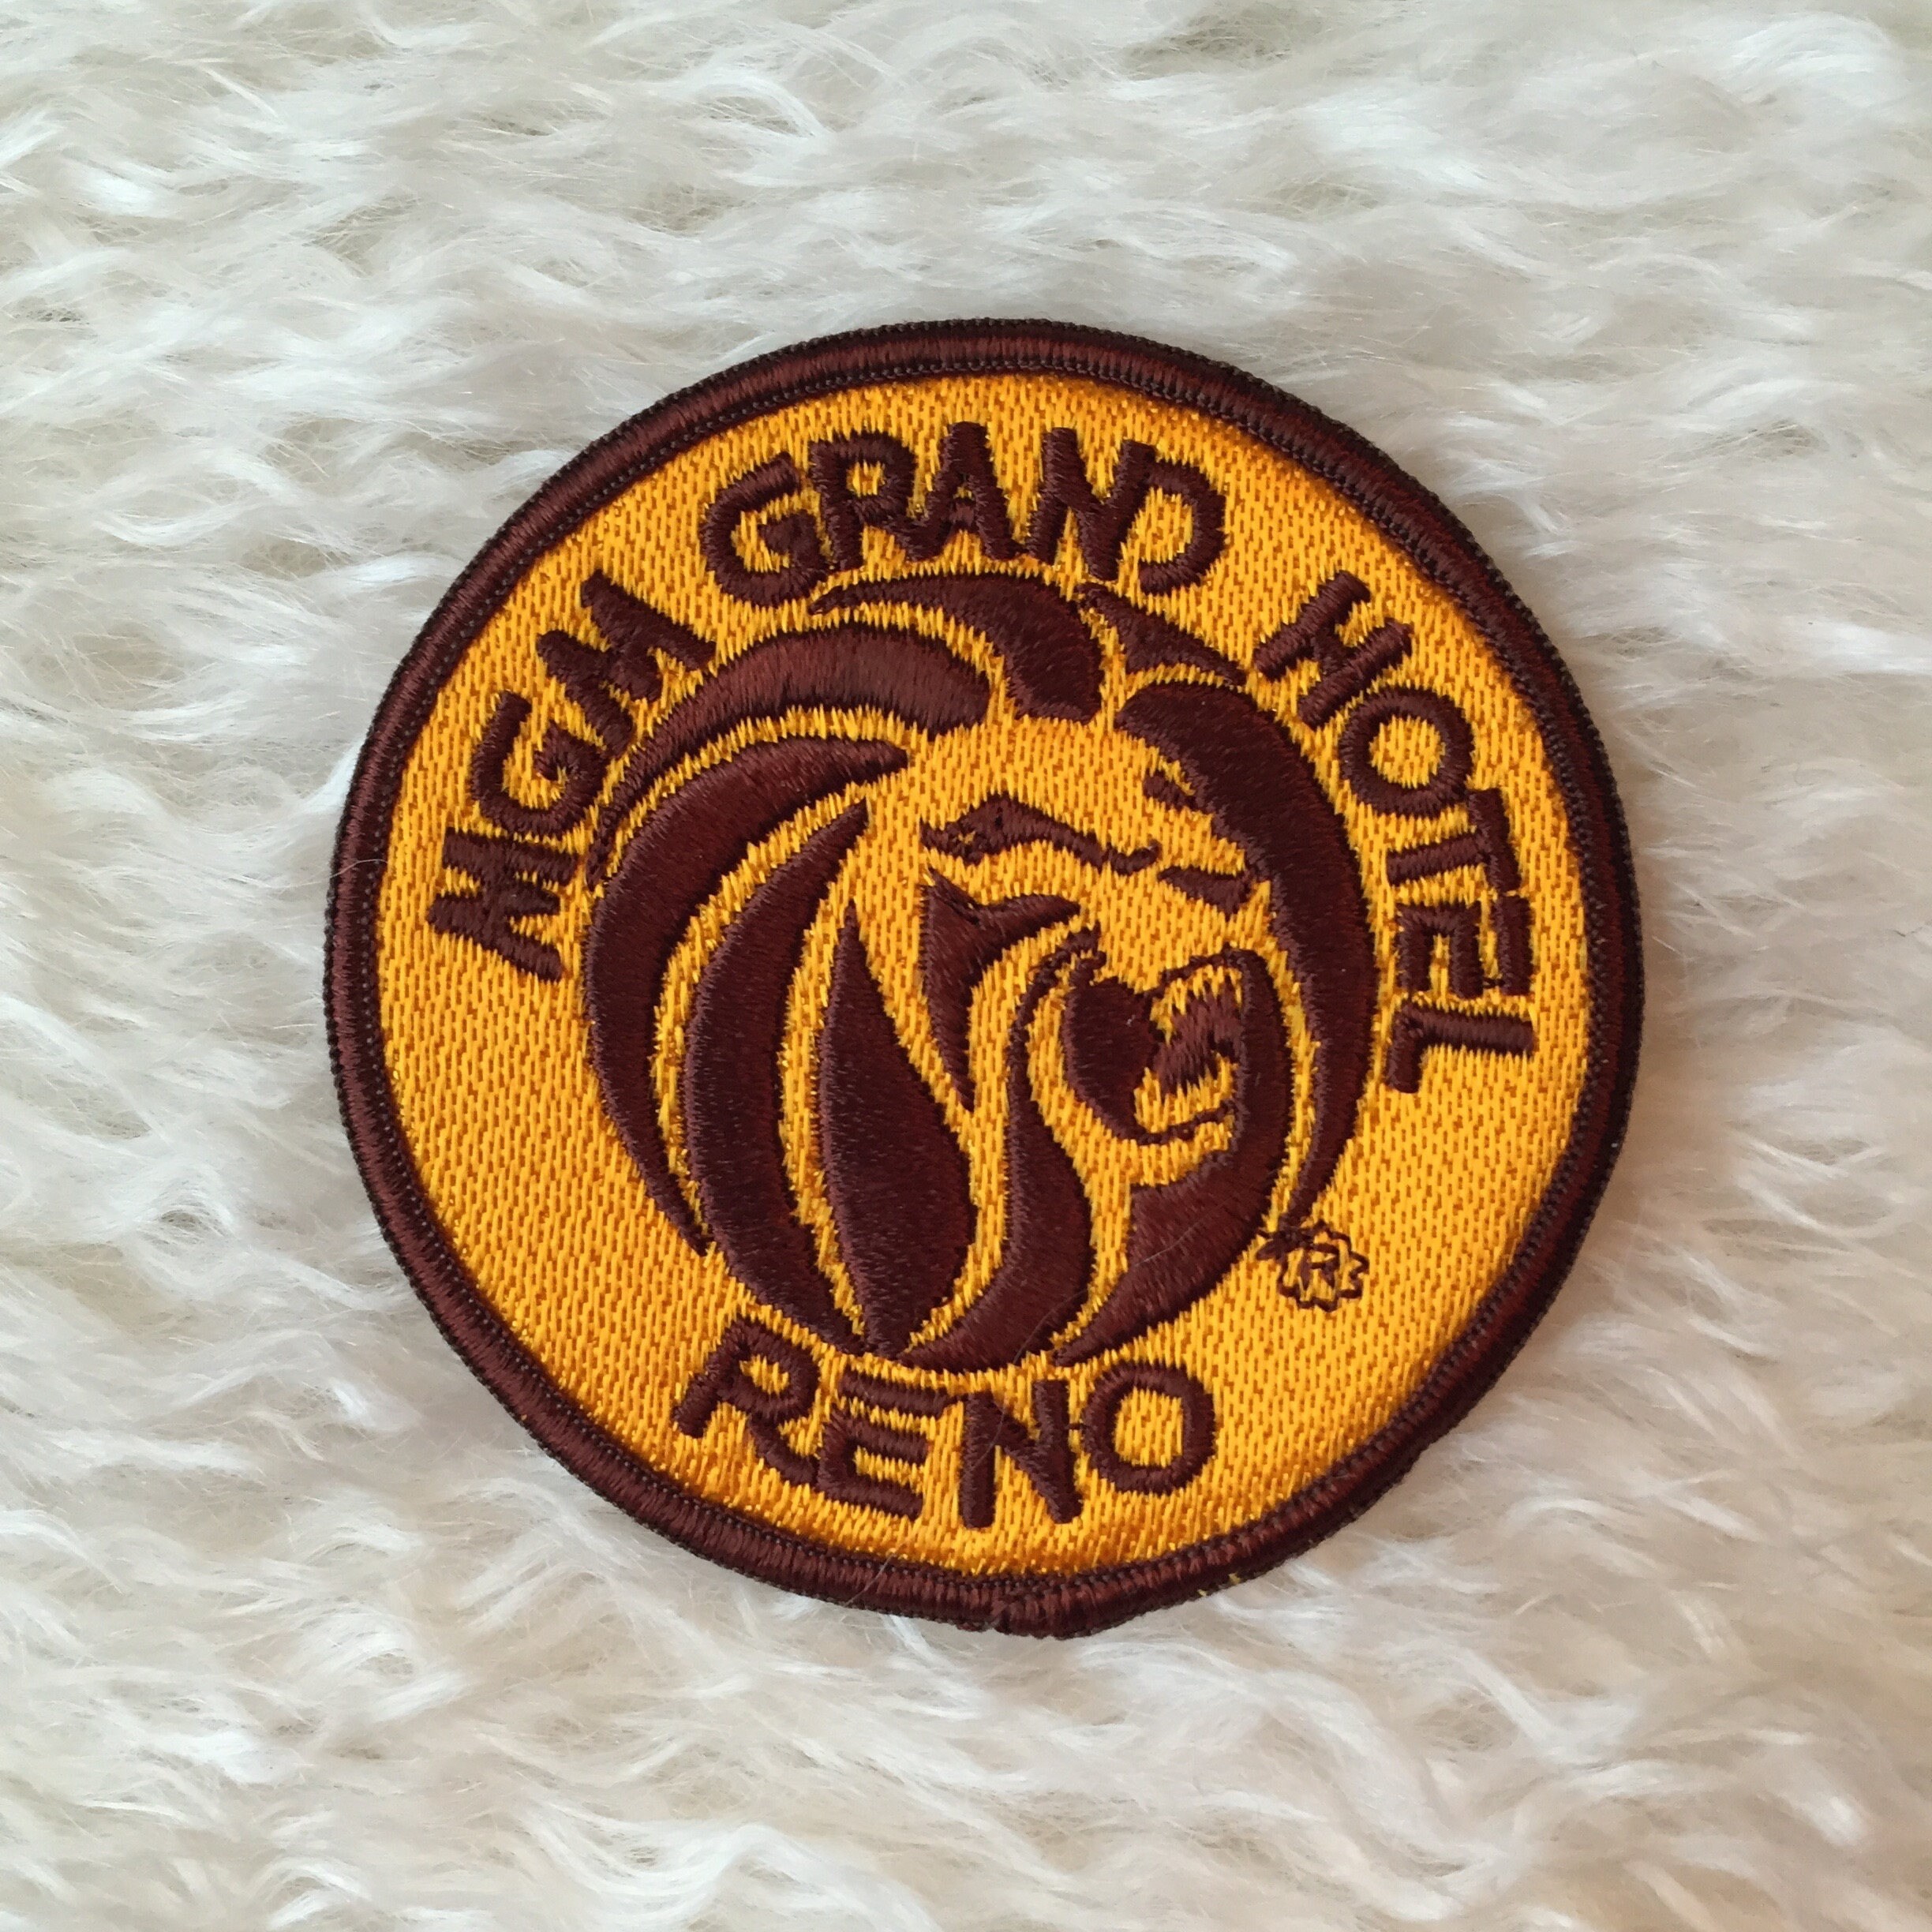 MGM GRAND HOTEL
®
RENO